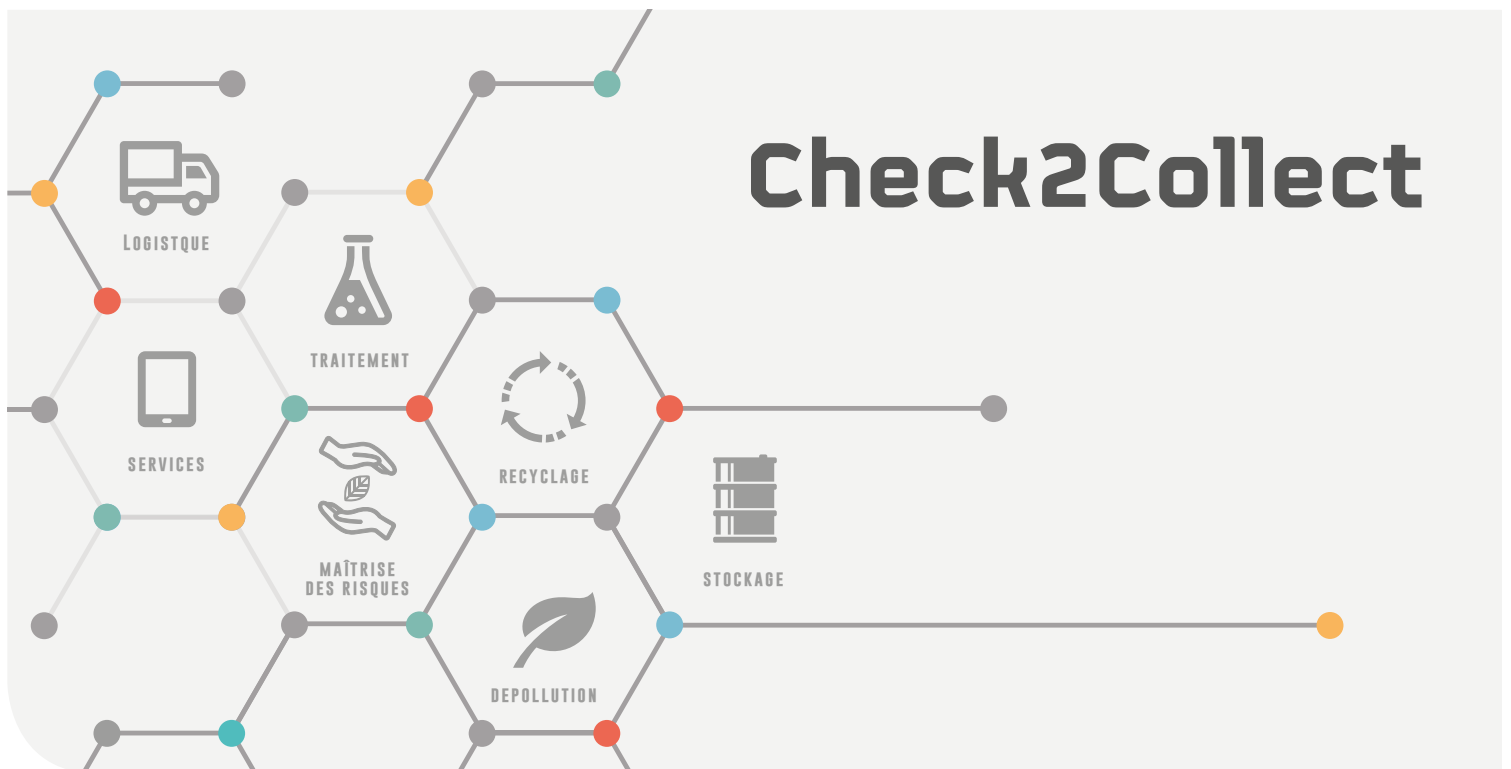 Check2Collect
LOGISTQUE
TRAITEMENT
SERVICES
RECYCLAGE
MAÎTRISE
DES RISQUES
STOCKAGE
DEPOLLUTION